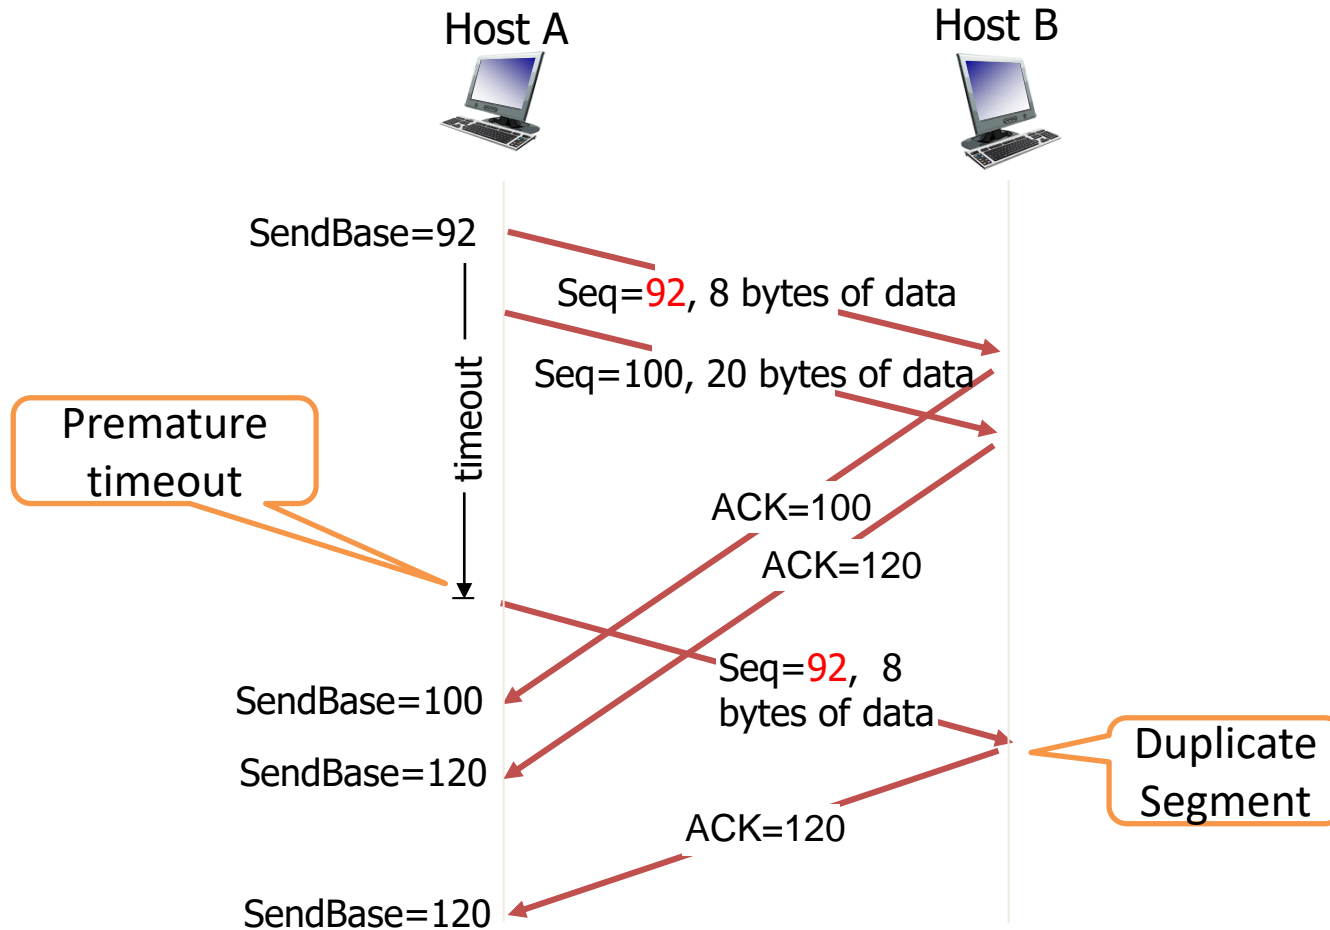 Host A
Host B
SendBase=92
Seq=92, 8 bytes of data
timeout
Seq=100, 20 bytes of data
Premature
timeout
ACK=100
ACK=120
Seq=92, 8
bytes of data
SendBase=100
SendBase=120
Duplicate
Segment
ACK=120
SendBase=120